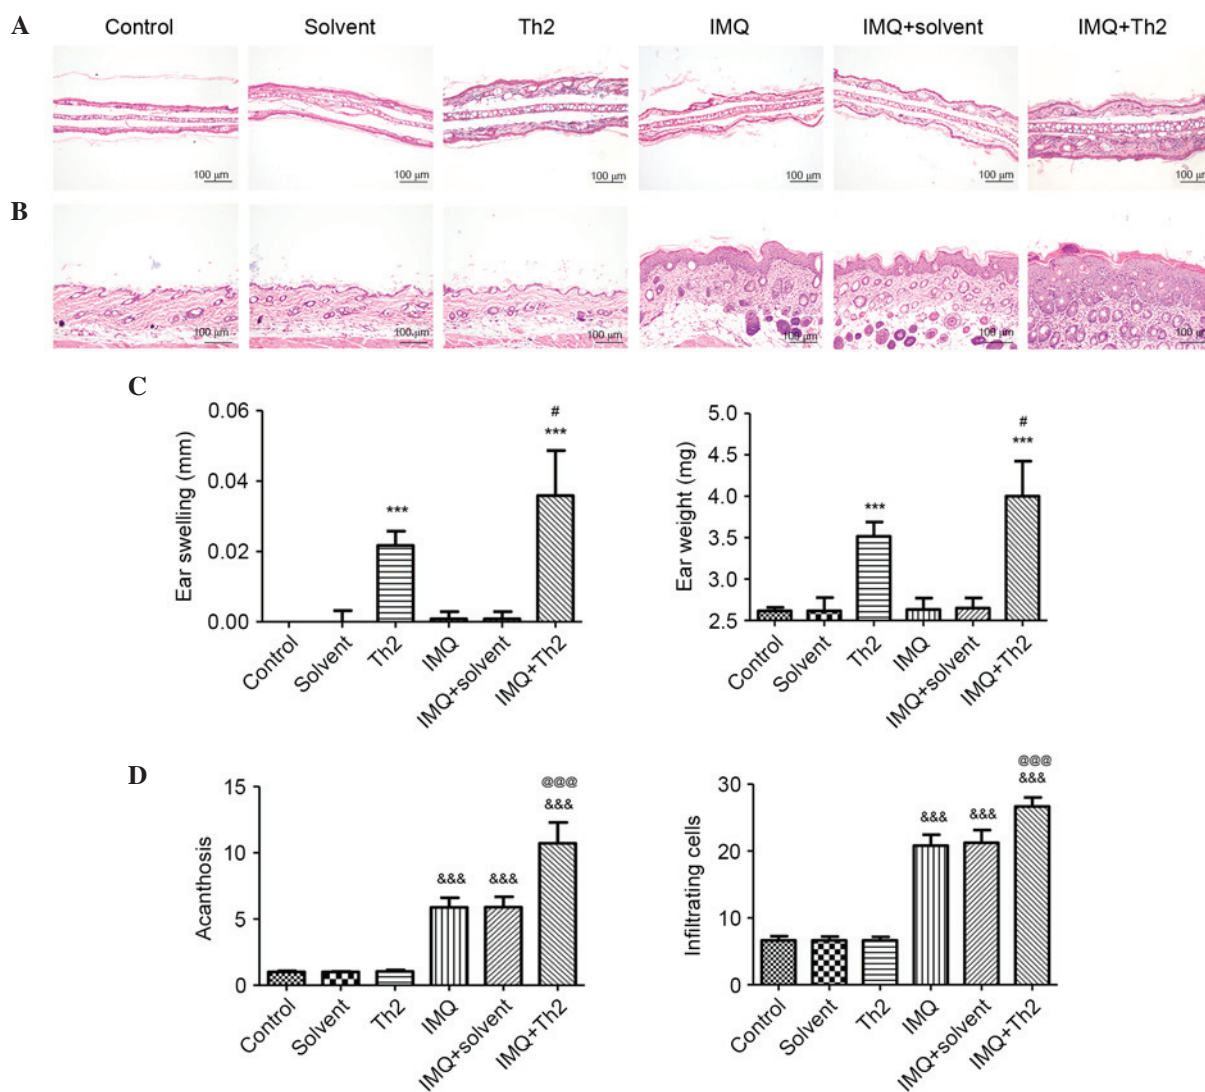 A Control Solvent Th2 IMQ IMQ+solvent IMQ+Th2
100 μm 100 μm 100 μm 100 μm 100 μm 100 μm
B
100 μm 100 μm 100 μm 100 μm 100 μm 100 μm
C
Ear swelling (mm)
0.06
0.04
0.02
0.00
***
#
***
Control Solvent Th2 IMQ IMQ+solvent IMQ+Th2
Ear weight (mg)
5.0
4.5
4.0
3.5
3.0
2.5
***
#
***
Control Solvent Th2 IMQ IMQ+solvent IMQ+Th2
D
Acanthosis
15
10
5
0
&&& &&&
@@@
&&&
Control Solvent Th2 IMQ IMQ+solvent IMQ+Th2
Infiltrating cells
30
20
10
0
&&& &&&
@@@
&&&
Control Solvent Th2 IMQ IMQ+solvent IMQ+Th2